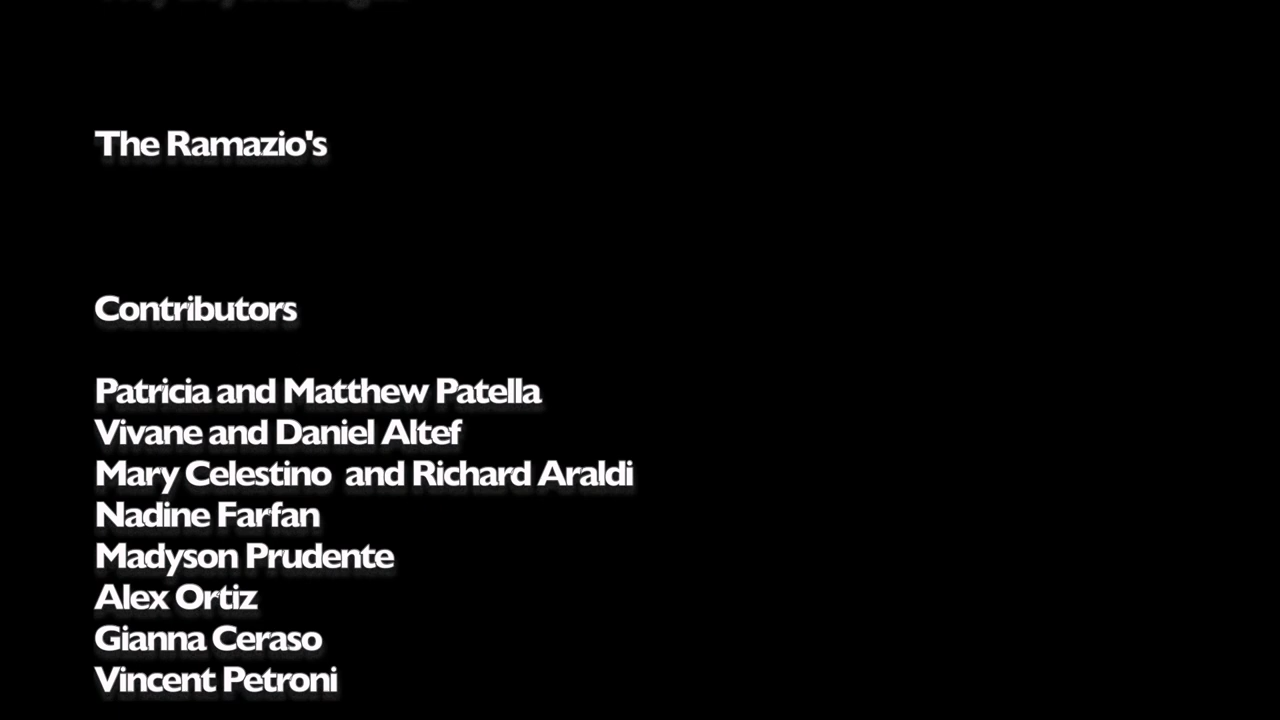 The Ramazio's
Contributors
Patricia and Matthew Patella
Vivane and Daniel Altef
Mary Celestino  and Richard Araldi
Nadine Farfan
Madyson Prudente
Alex Ortiz
Gianna Ceraso
Vincent Petroni